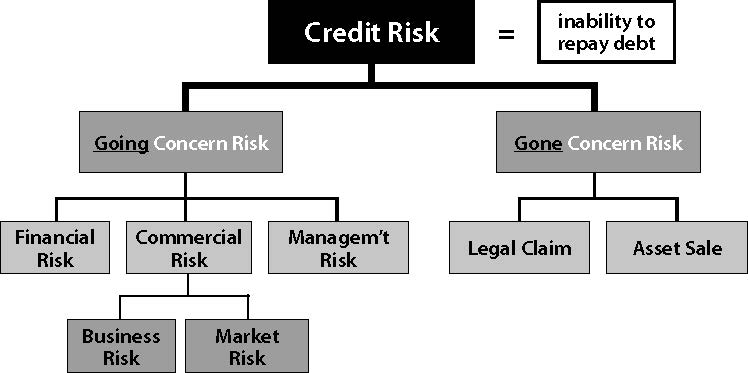 Credit Risk
=
inability to
repay debt
Going Concern Risk
Gone Concern Risk
Financial
Risk
Commercial
Risk
Managem't
Risk
Legal Claim
Asset Sale
Business
Risk
Market
Risk